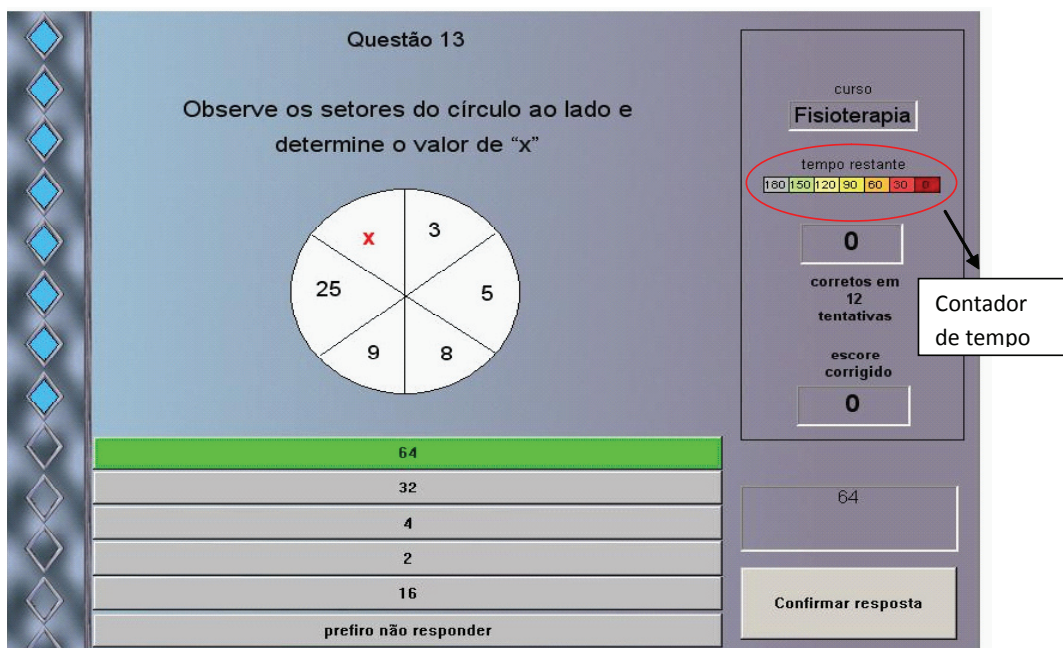 Questão 13
Observe os setores do círculo ao lado e
determine o valor de “x”
x
3
25
5
9
8
64
32
4
2
16
prefiro não responder
curso
Fisioterapia
tempo restante
180 150 120 90 60 30 0
0
corretos em
12
tentativas
escore
corrigido
0
Contador
de tempo
64
Confirmar resposta